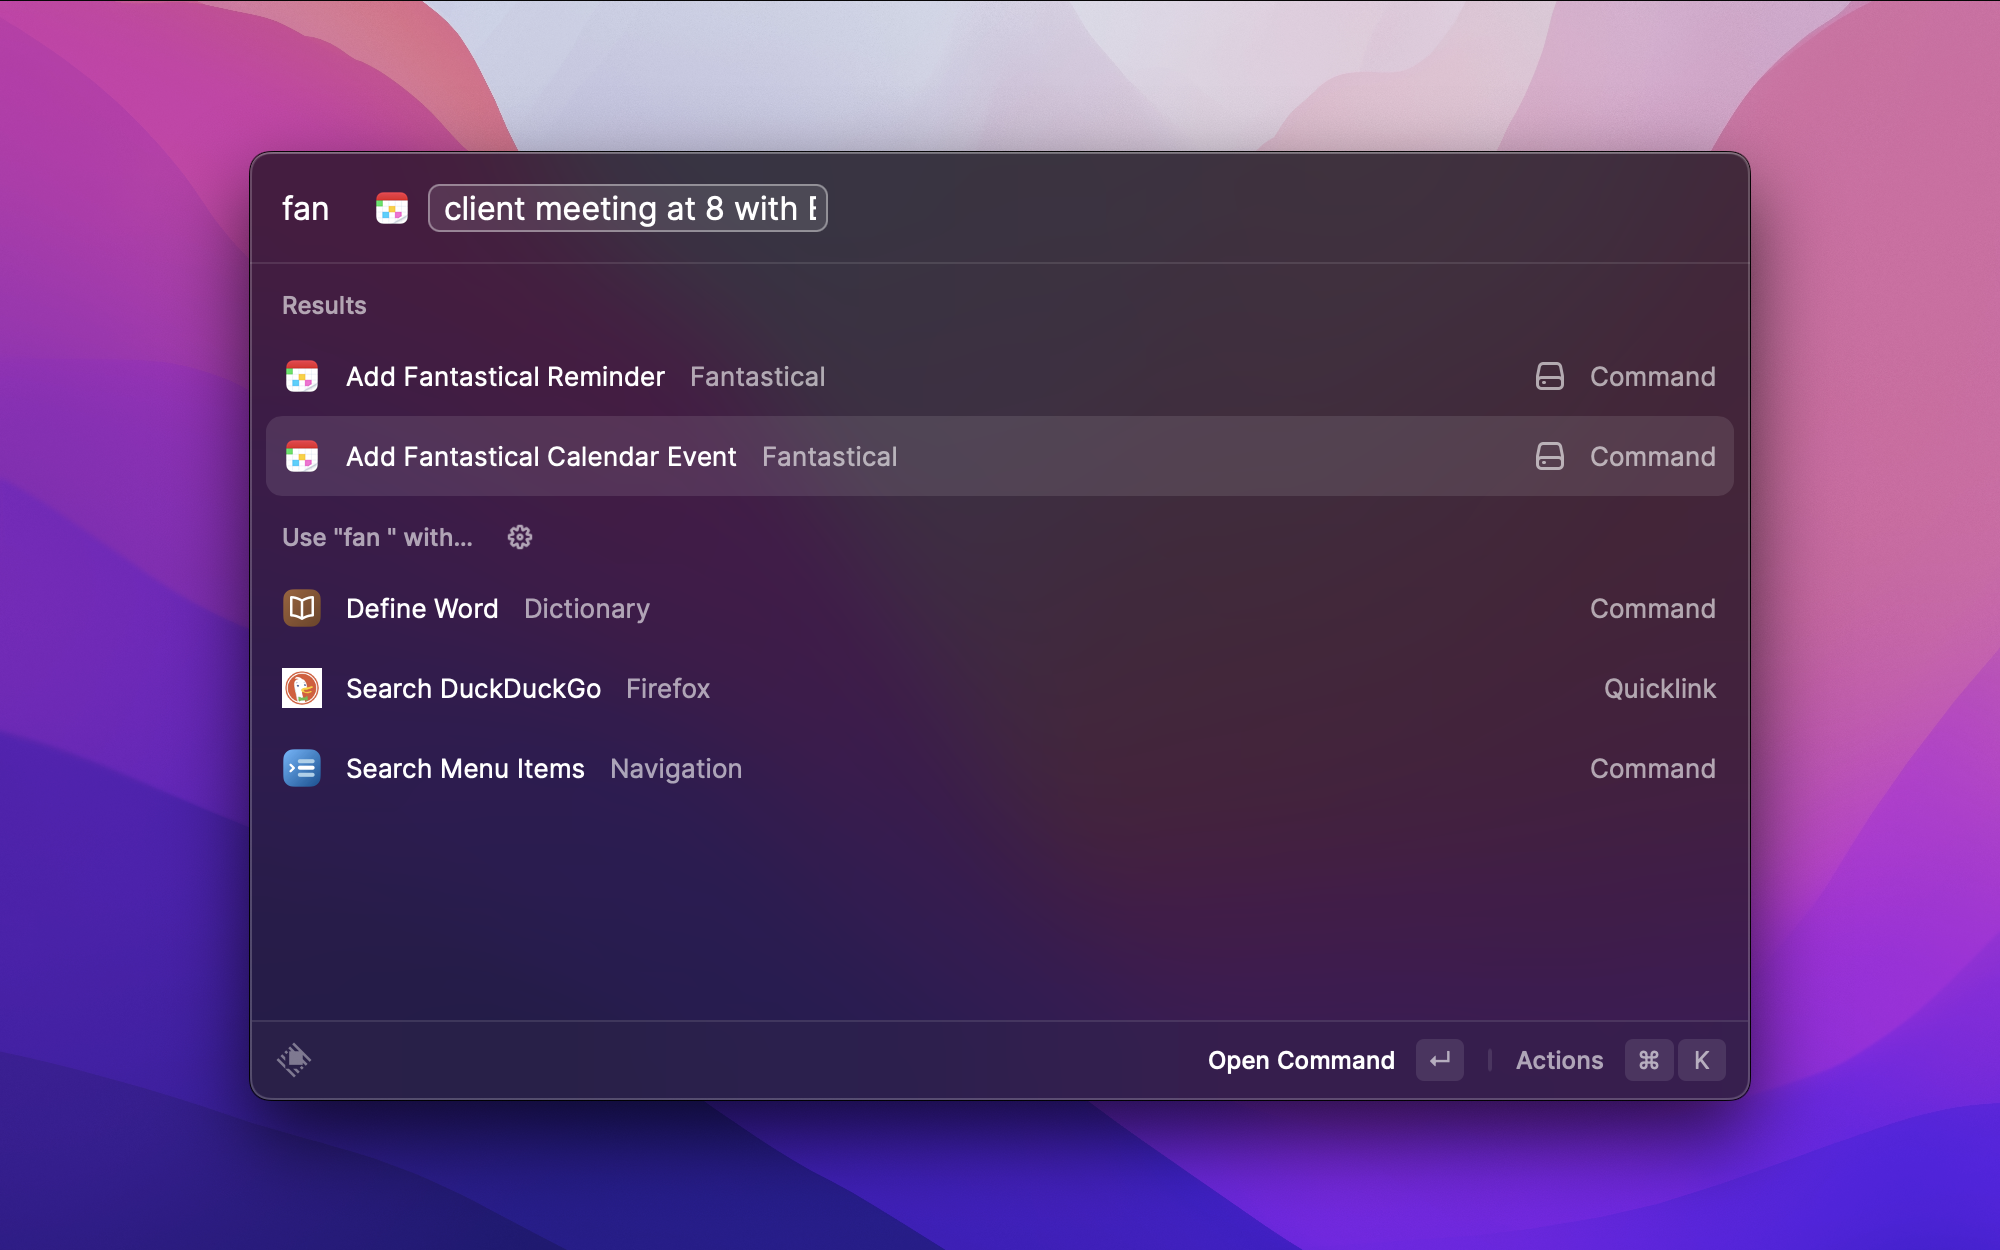 fan client meeting at 8 with
Results
Add Fantastical Reminder Fantastical Command
Add Fantastical Calendar Event Fantastical Command
Use "fan " with...
Define Word Dictionary Command
Search DuckDuckGo Firefox Quicklink
Search Menu Items Navigation Command
Open Command ↵ Actions ⌘ K